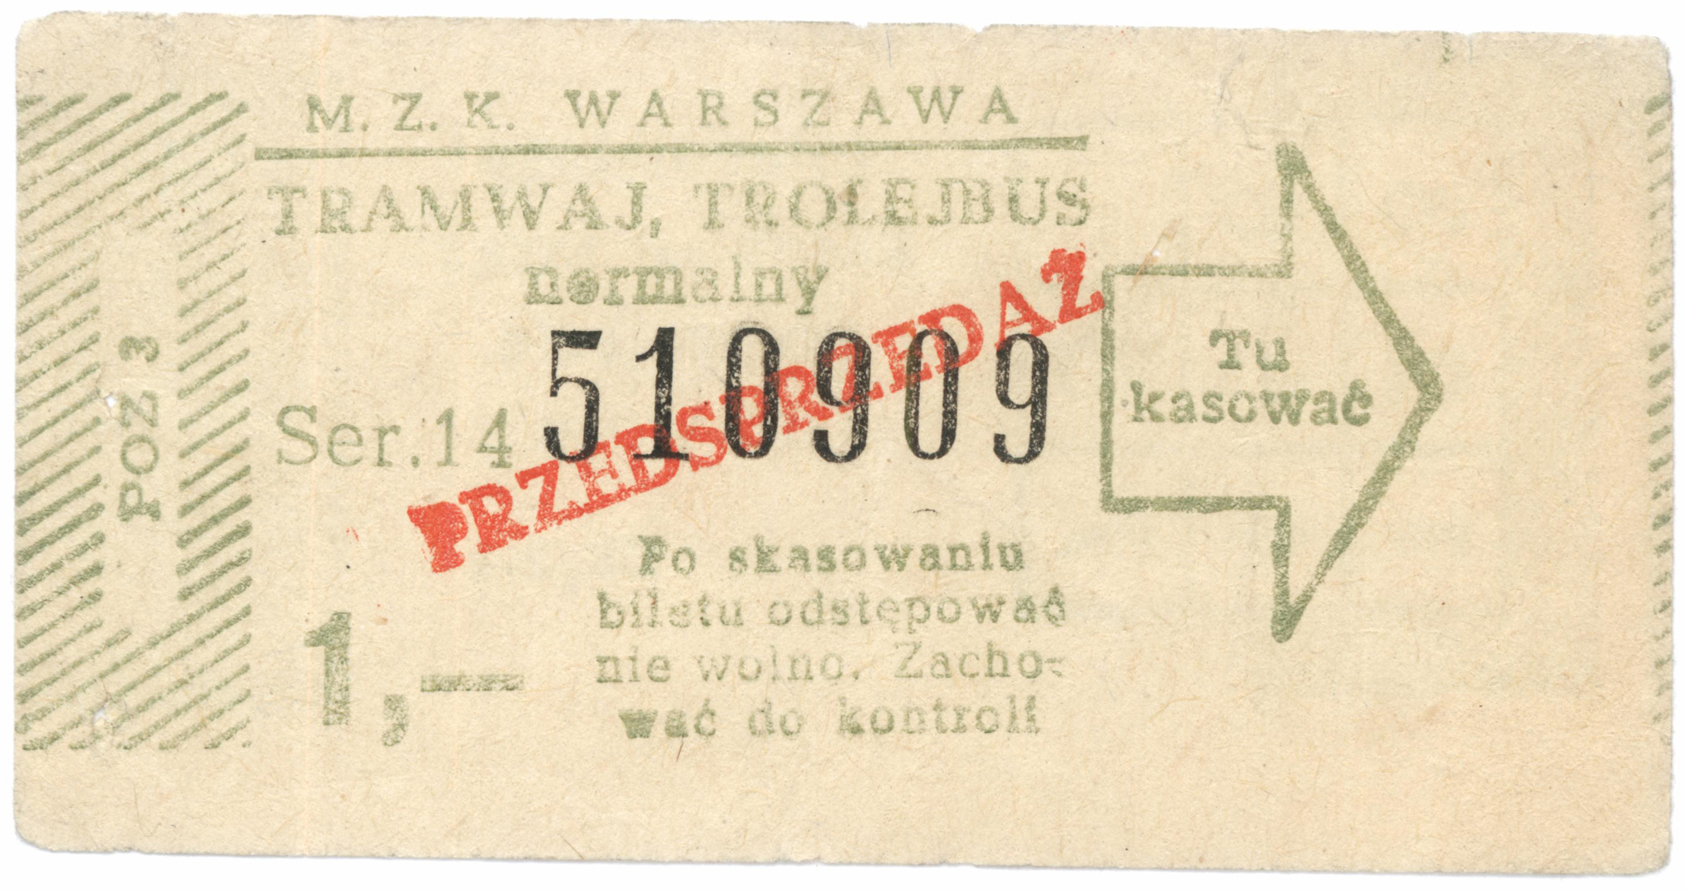 M. Z. K. WARSZAWA
TRAMWAJ, TROLEJBUS
normalny
Ser. 14 510909
PRZEDSPRZEDAŻ
1,—
Po skasowaniu
biletu odstępować
nie wolno. Zacho-
wać do kontroli
Tu
kasować
POZ 3